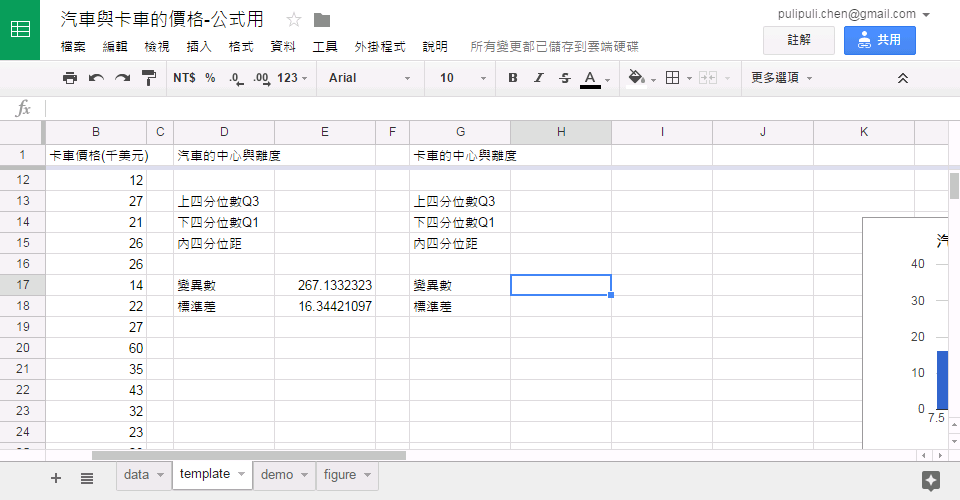 汽車與卡車的價格-公式用
pulipuli.chen@gmail.com
檔案 編輯 檢視 插入 格式 資料 工具 外掛程式 說明 所有變更都已儲存到雲端硬碟
註解 共用
NT$ % .0 .00 123 Arial 10 B I S A 更多選項
fx
B C D E F G H I J K
1 卡車價格(千美元) 汽車的中心與離度 卡車的中心與離度
12 12
13 27 上四分位數Q3 上四分位數Q3
14 21 下四分位數Q1 下四分位數Q1
15 26 內四分位距 內四分位距
16 26
17 14 變異數 267.1332323 變異數
18 22 標準差 16.34421097 標準差
19 27
20 60
21 35
22 43
23 32
24 23
汽
40
30
20
10
0
7.5
data template demo figure